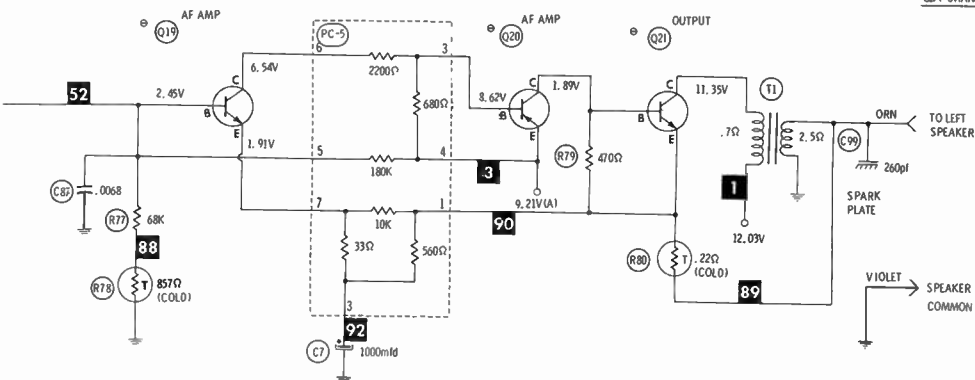 AF AMP
Q19
PC-5
AF AMP
Q20
OUTPUT
Q21
6
3
2200Ω
6.54V
C
1.89V
C
11.35V
C
T1
52
2.45V
B
8.62V
B
B
680Ω
.7Ω
2.5Ω
ORN
TO LEFT
SPEAKER
C99
E
1.91V
5
180K
4
3
E
R79
470Ω
E
260pf
SPARK
PLATE
C87
.0068
9.21V(A)
1
R77
68K
7
10K
1
90
12.03V
88
33Ω
560Ω
R80
T
.22Ω
(COLD)
R78
T
857Ω
(COLD)
89
VIOLET
SPEAKER
COMMON
3
92
C7
1000mfd